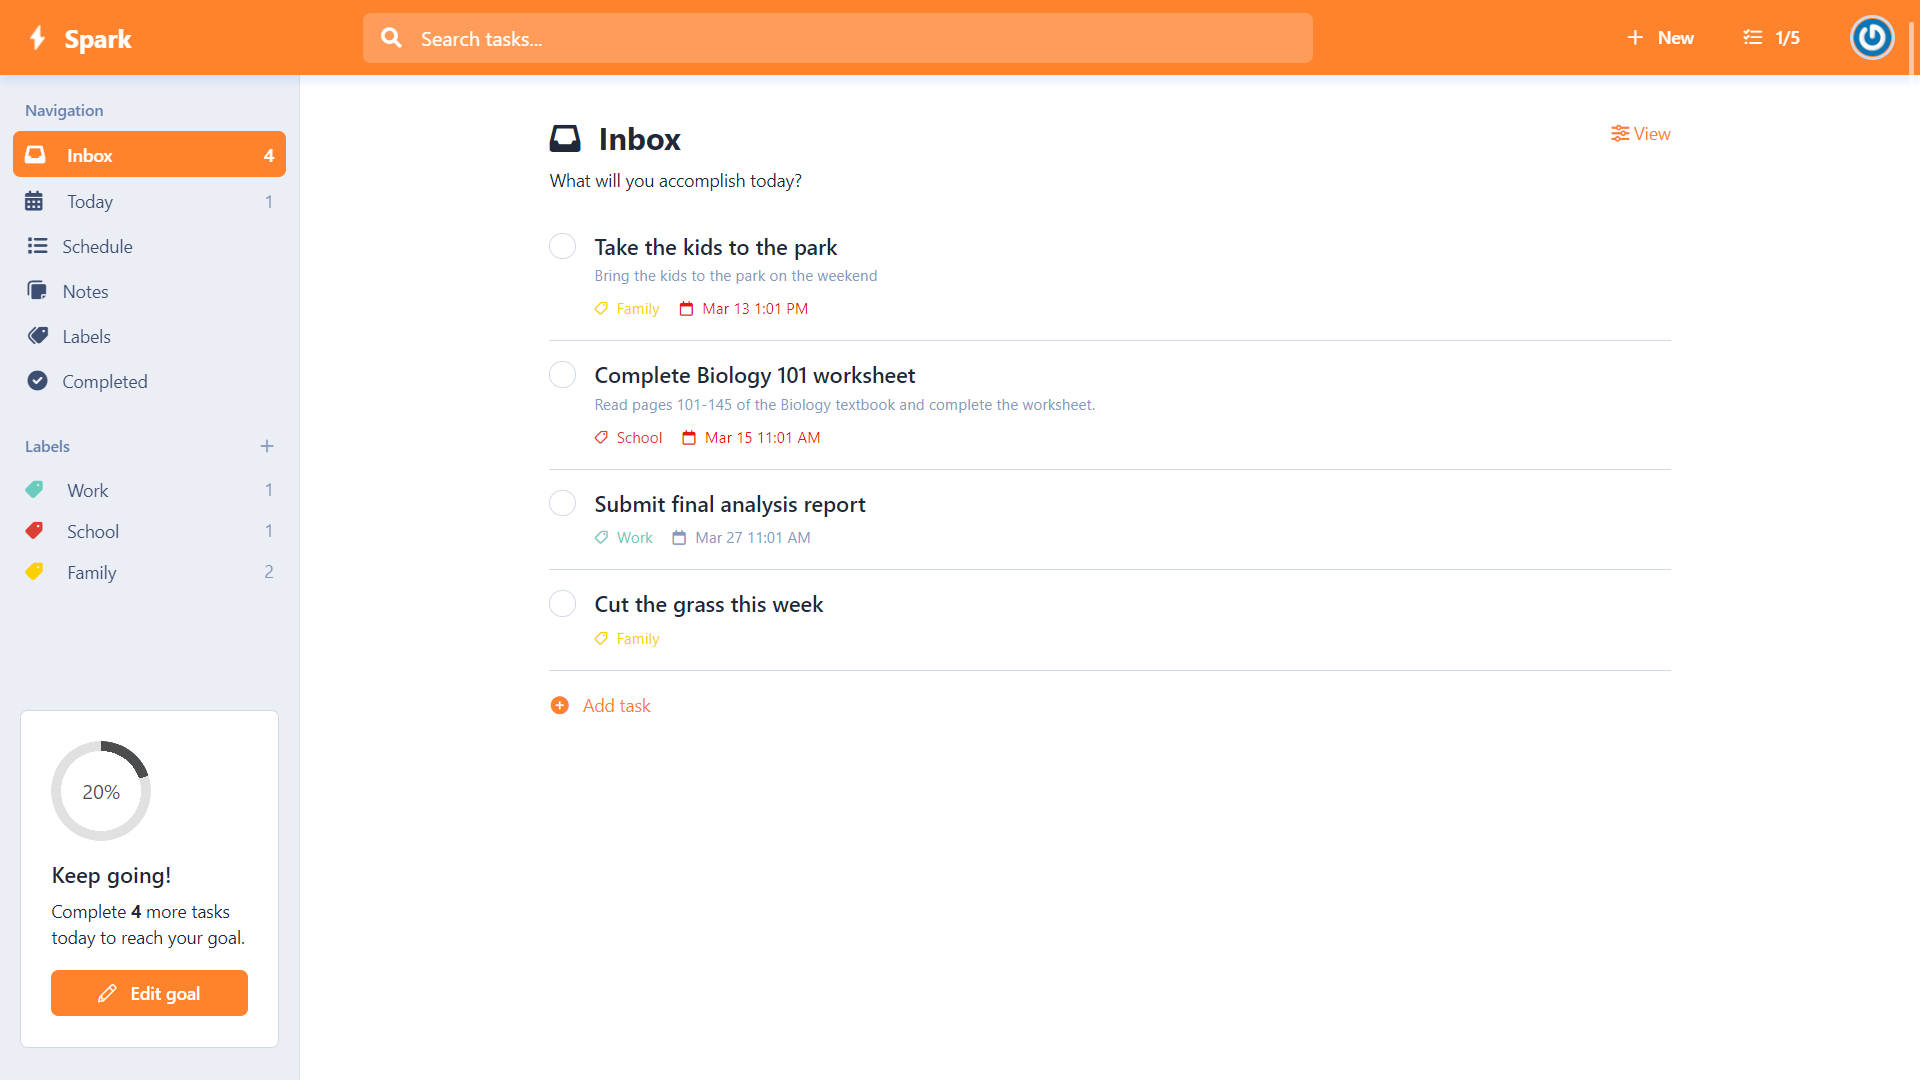 Spark
Search tasks...
New
1/5
Navigation
Inbox 4
Today 1
Schedule
Notes
Labels
Completed
Labels
Work 1
School 1
Family 2
20%
Keep going!
Complete 4 more tasks
today to reach your goal.
Edit goal
Inbox
View
What will you accomplish today?
Take the kids to the park
Bring the kids to the park on the weekend
Family Mar 13 1:01 PM
Complete Biology 101 worksheet
Read pages 101-145 of the Biology textbook and complete the worksheet.
School Mar 15 11:01 AM
Submit final analysis report
Work Mar 27 11:01 AM
Cut the grass this week
Family
Add task